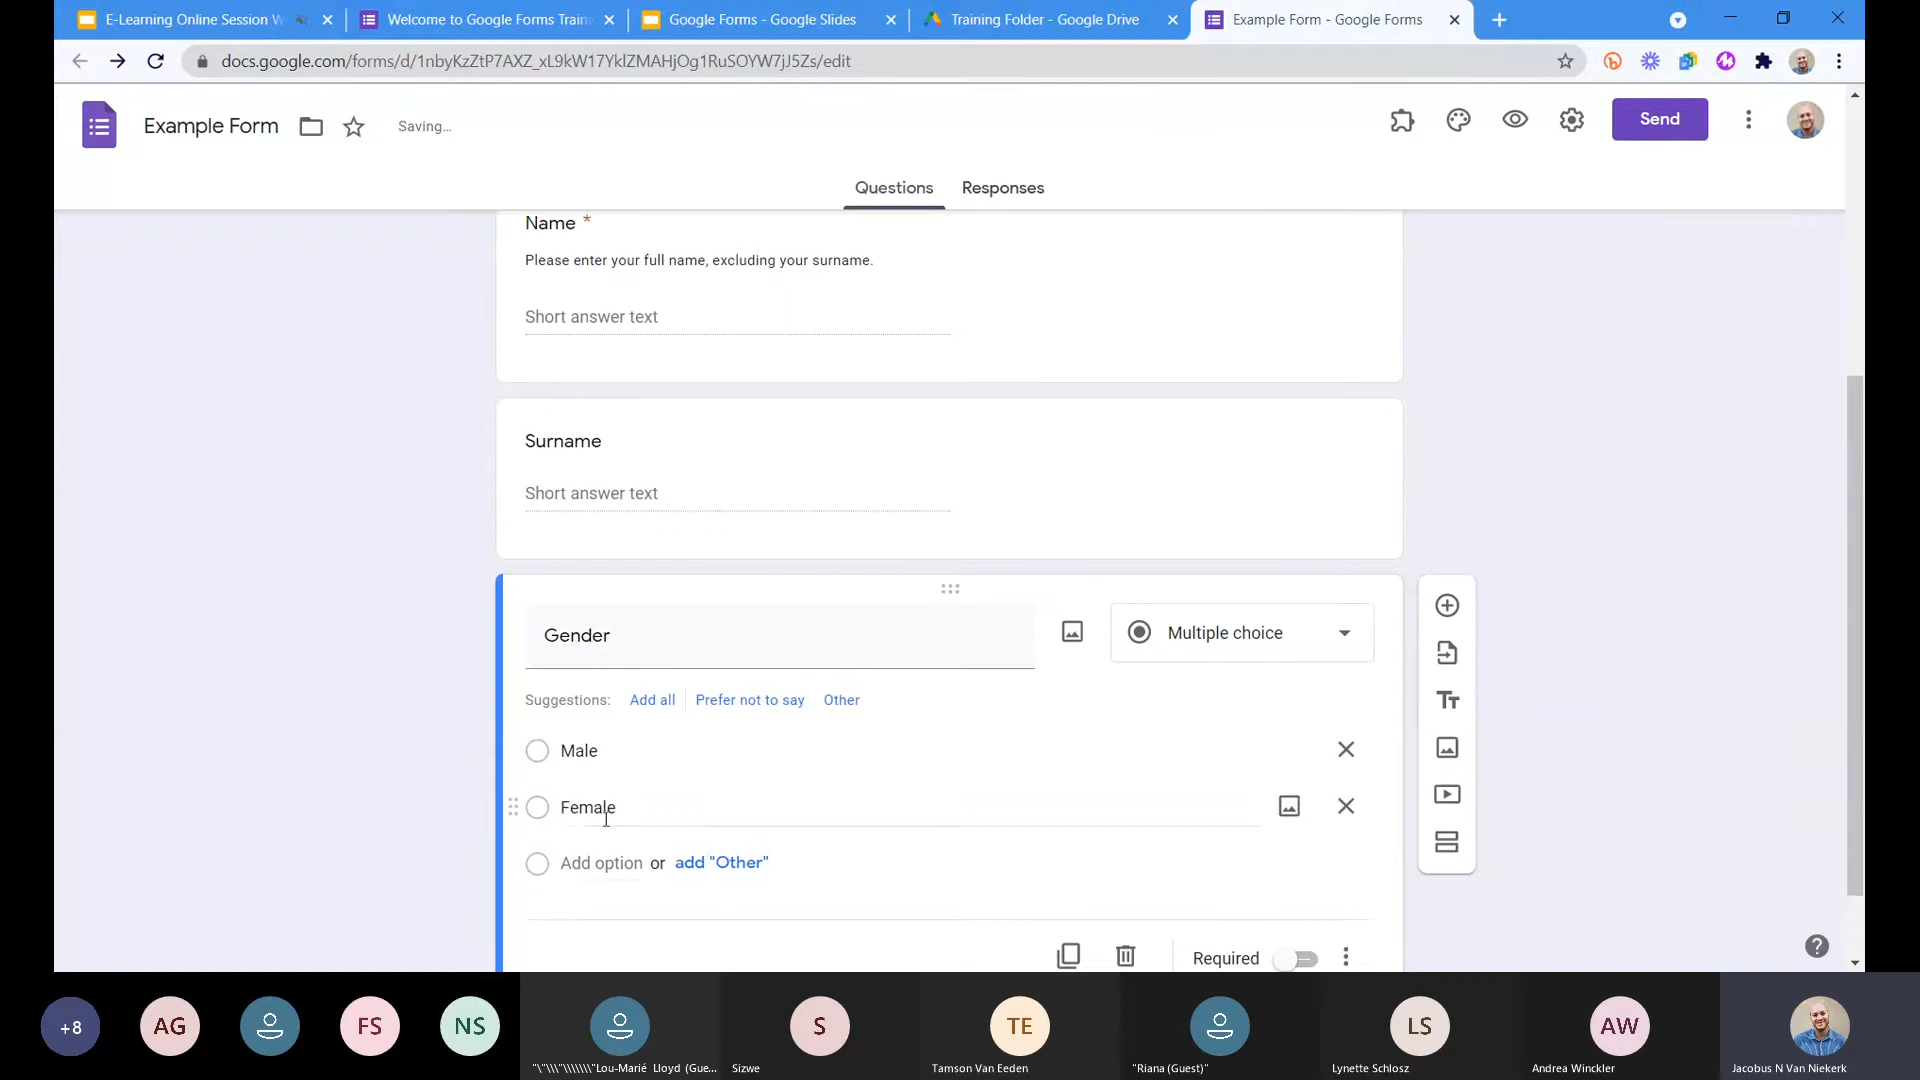 E-Learning Online Session W
Welcome to Google Forms Train
Google Forms - Google Slides
Training Folder - Google Drive
Example Form - Google Forms
docs.google.com/forms/d/1nbyKzZtP7AXZ_xL9kW17YklZMAHjOg1RuSOYW7jJ5Zs/edit
Example Form
Saving...
Send
Questions
Responses
Name *
Please enter your full name, excluding your surname.
Short answer text
Surname
Short answer text
Gender
Multiple choice
Suggestions: Add all Prefer not to say Other
Male
Female
Add option or add "Other"
Required
+8
AG
FS
NS
S
TE
LS
AW
"\"\\\"\\\\\\\"Lou-Marié Lloyd (Gue...
Sizwe
Tamson Van Eeden
"Riana (Guest)"
Lynette Schlosz
Andrea Winckler
Jacobus N Van Niekerk